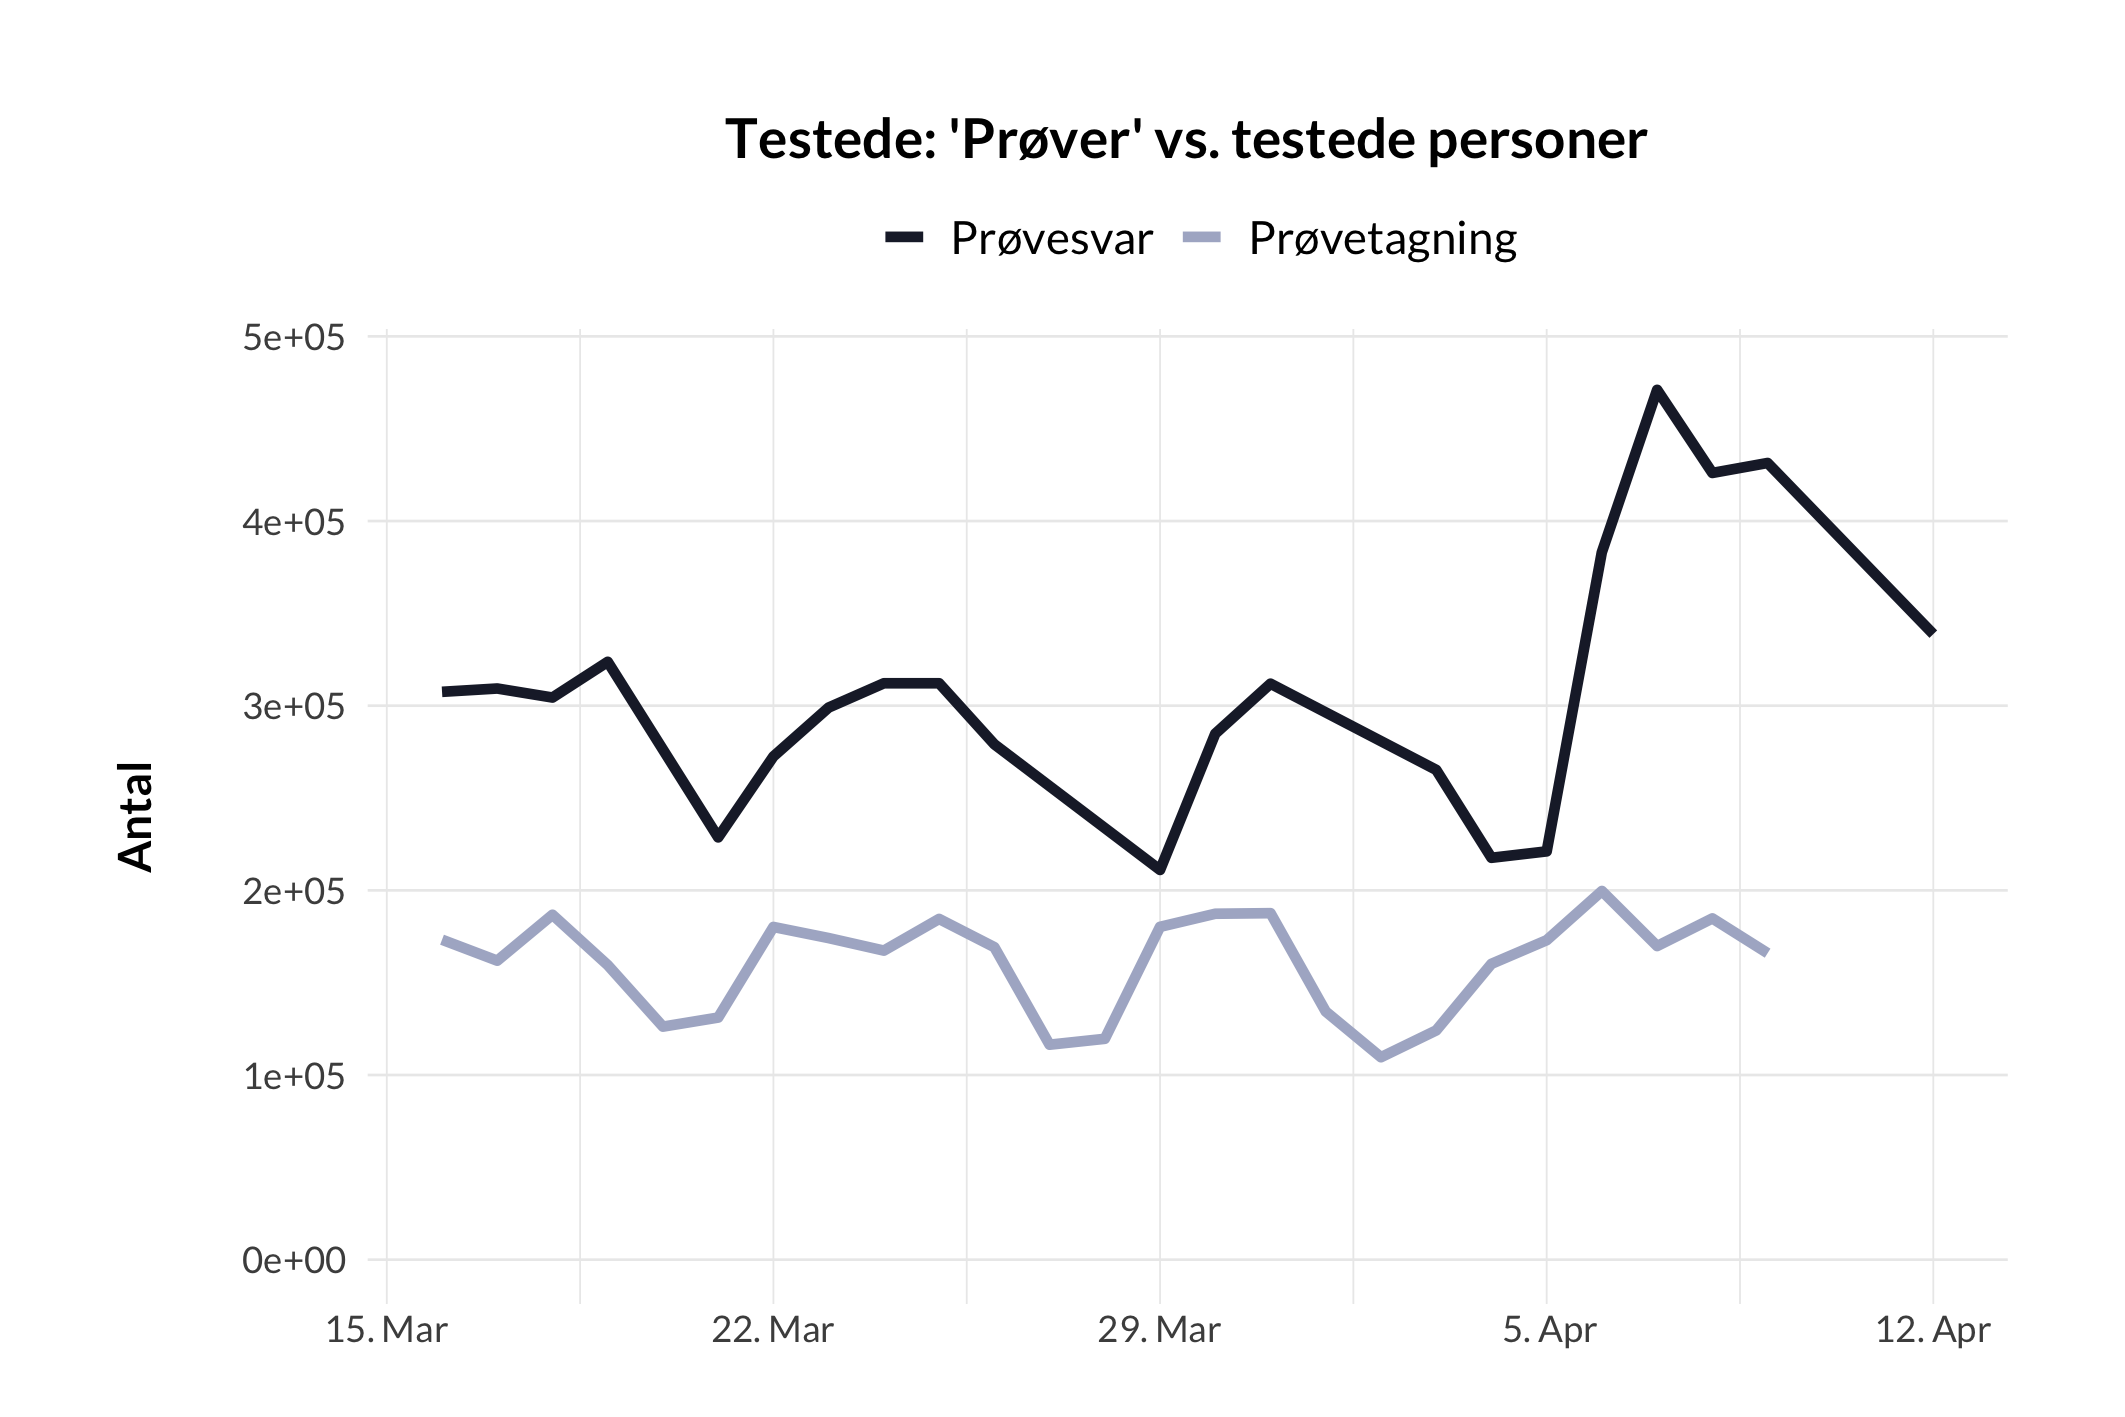 Testede: 'Prøver' vs. testede personer
Prøvesvar Prøvetagning
5e+05
4e+05
3e+05
2e+05
1e+05
0e+00
Antal
15. Mar 22. Mar 29. Mar 5. Apr 12. Apr